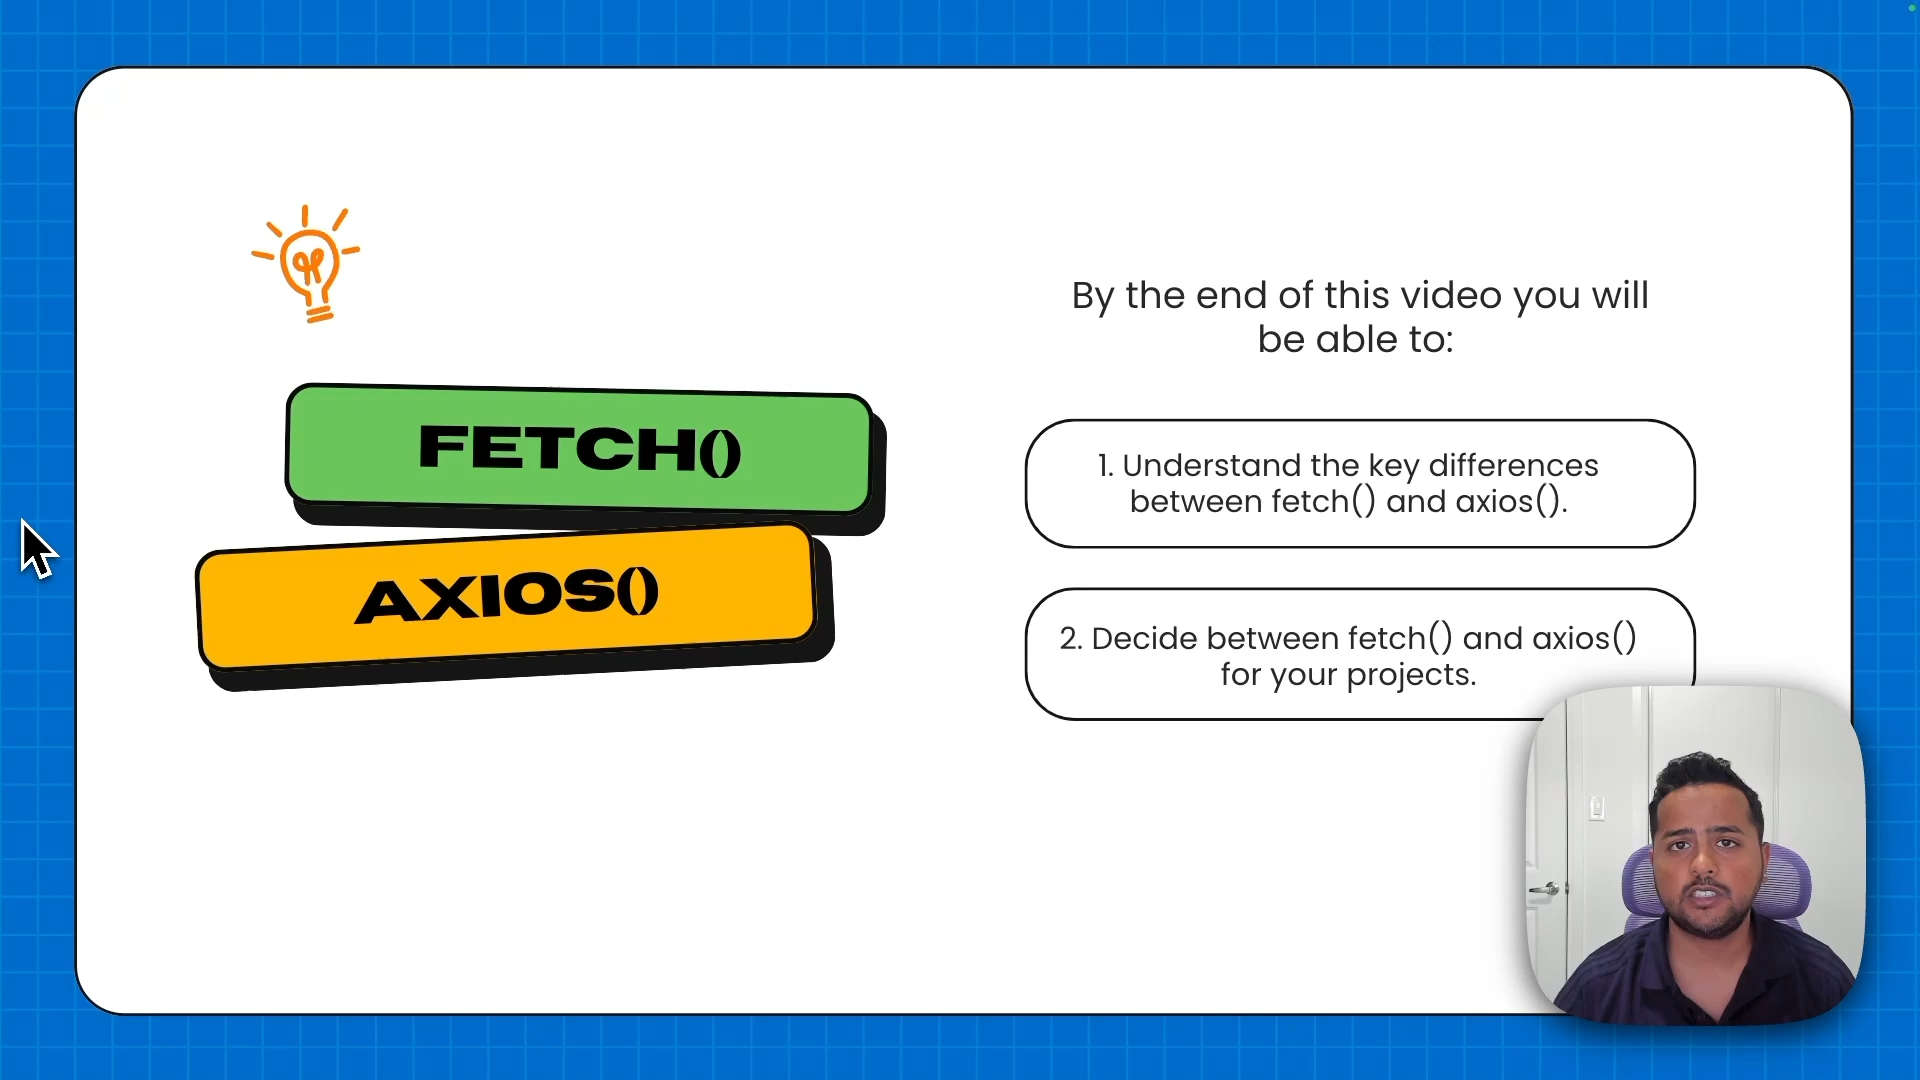 FETCH()
AXIOS()
By the end of this video you will
be able to:
1. Understand the key differences
between fetch() and axios().
2. Decide between fetch() and axios()
for your projects.